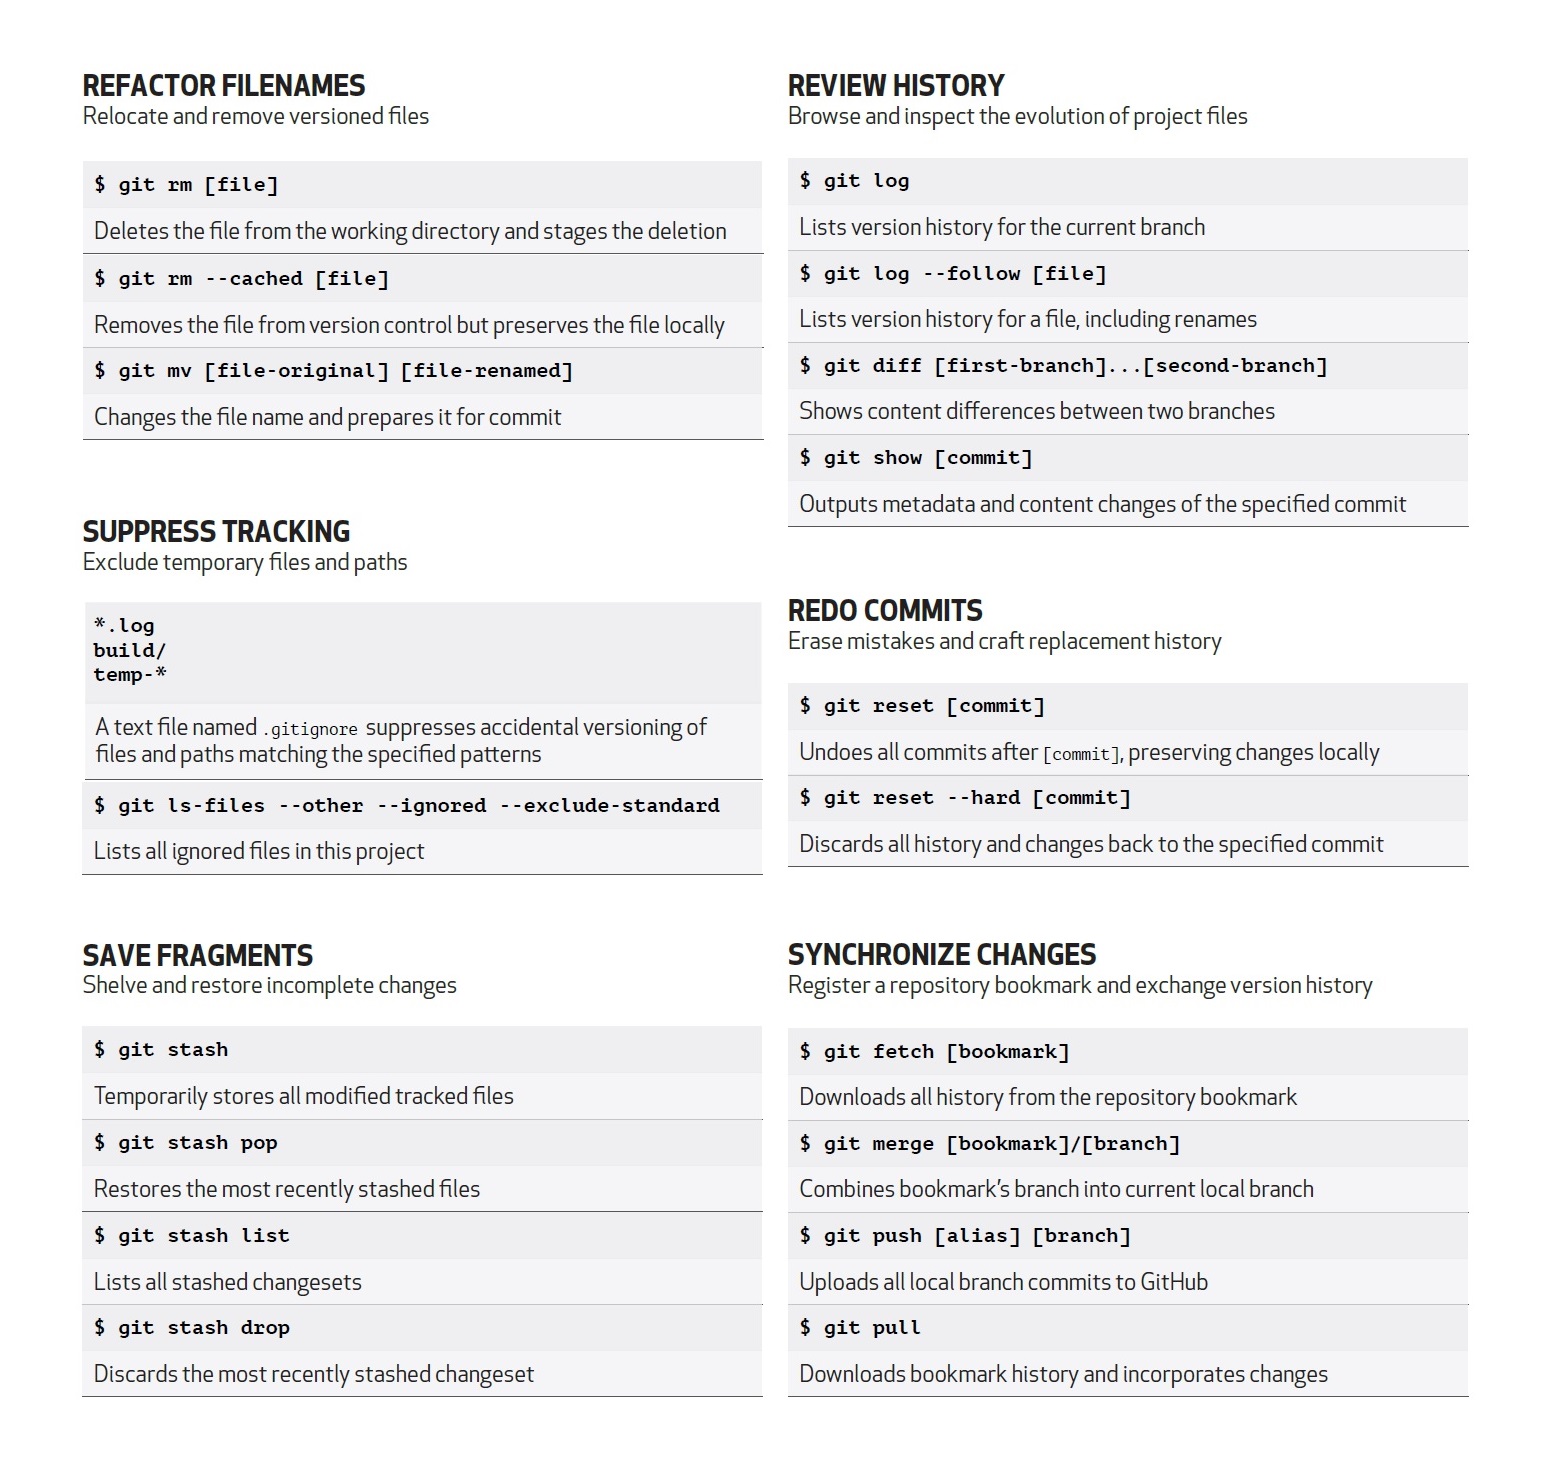 REFACTOR FILENAMES
Relocate and remove versioned files
$ git rm [file]
Deletes the file from the working directory and stages the deletion
$ git rm --cached [file]
Removes the file from version control but preserves the file locally
$ git mv [file-original] [file-renamed]
Changes the file name and prepares it for commit
SUPPRESS TRACKING
Exclude temporary files and paths
*.log
build/
temp-*
A text file named .gitignore suppresses accidental versioning of
files and paths matching the specified patterns
$ git ls-files --other --ignored --exclude-standard
Lists all ignored files in this project
SAVE FRAGMENTS
Shelve and restore incomplete changes
$ git stash
Temporarily stores all modified tracked files
$ git stash pop
Restores the most recently stashed files
$ git stash list
Lists all stashed changesets
$ git stash drop
Discards the most recently stashed changeset
REVIEW HISTORY
Browse and inspect the evolution of project files
$ git log
Lists version history for the current branch
$ git log --follow [file]
Lists version history for a file, including renames
$ git diff [first-branch]...[second-branch]
Shows content differences between two branches
$ git show [commit]
Outputs metadata and content changes of the specified commit
REDO COMMITS
Erase mistakes and craft replacement history
$ git reset [commit]
Undoes all commits after [commit], preserving changes locally
$ git reset --hard [commit]
Discards all history and changes back to the specified commit
SYNCHRONIZE CHANGES
Register a repository bookmark and exchange version history
$ git fetch [bookmark]
Downloads all history from the repository bookmark
$ git merge [bookmark]/[branch]
Combines bookmark’s branch into current local branch
$ git push [alias] [branch]
Uploads all local branch commits to GitHub
$ git pull
Downloads bookmark history and incorporates changes